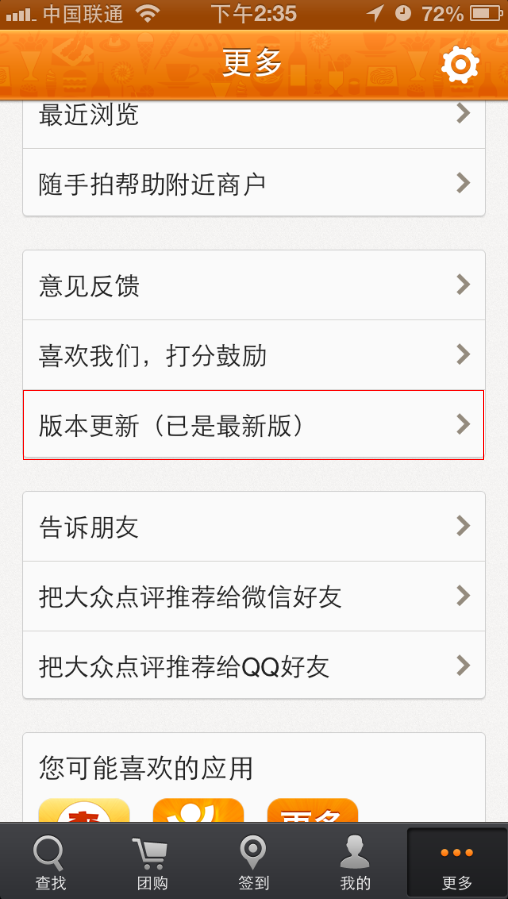 中国联通 下午2:35 72%
更多
最近浏览
随手拍帮助附近商户
意见反馈
喜欢我们，打分鼓励
版本更新（已是最新版）
告诉朋友
把大众点评推荐给微信好友
把大众点评推荐给QQ好友
您可能喜欢的应用
更多
查找 团购 签到 我的 更多